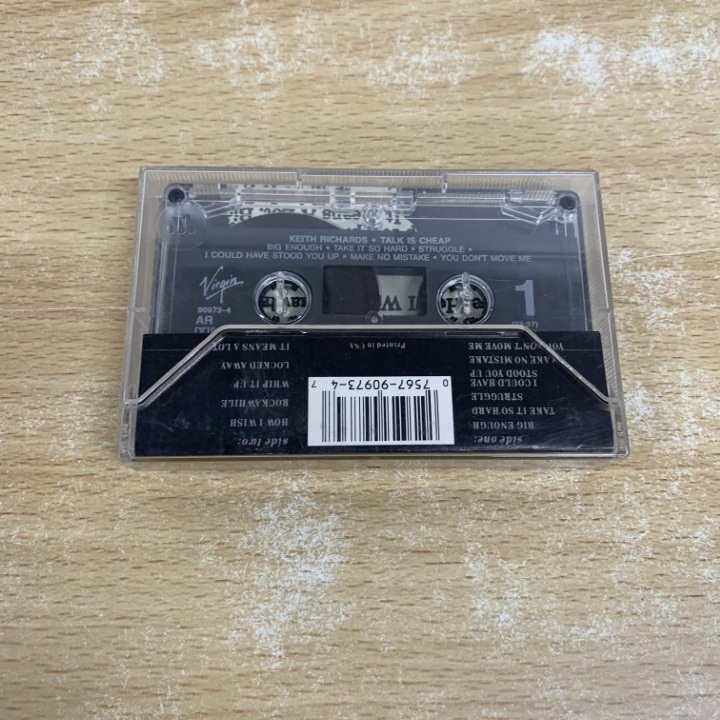 KEITH RICHARDS • TALK IS CHEAP
BIG ENOUGH • TAKE IT SO HARD • STRUGGLE •
I COULD HAVE STOOD YOU UP • MAKE NO MISTAKE • YOU DON'T MOVE ME
Virgin
90973-4
AR
1
side one:
BIG ENOUGH
TAKE IT SO HARD
STRUGGLE
I COULD HAVE
STOOD YOU UP
MAKE NO MISTAKE
YOU DON'T MOVE ME
side two:
HOW I WISH
ROCKAWHILE
WHIP IT UP
LOCKED AWAY
IT MEANS A LOT
Printed in USA
0 7567-90973-4 7